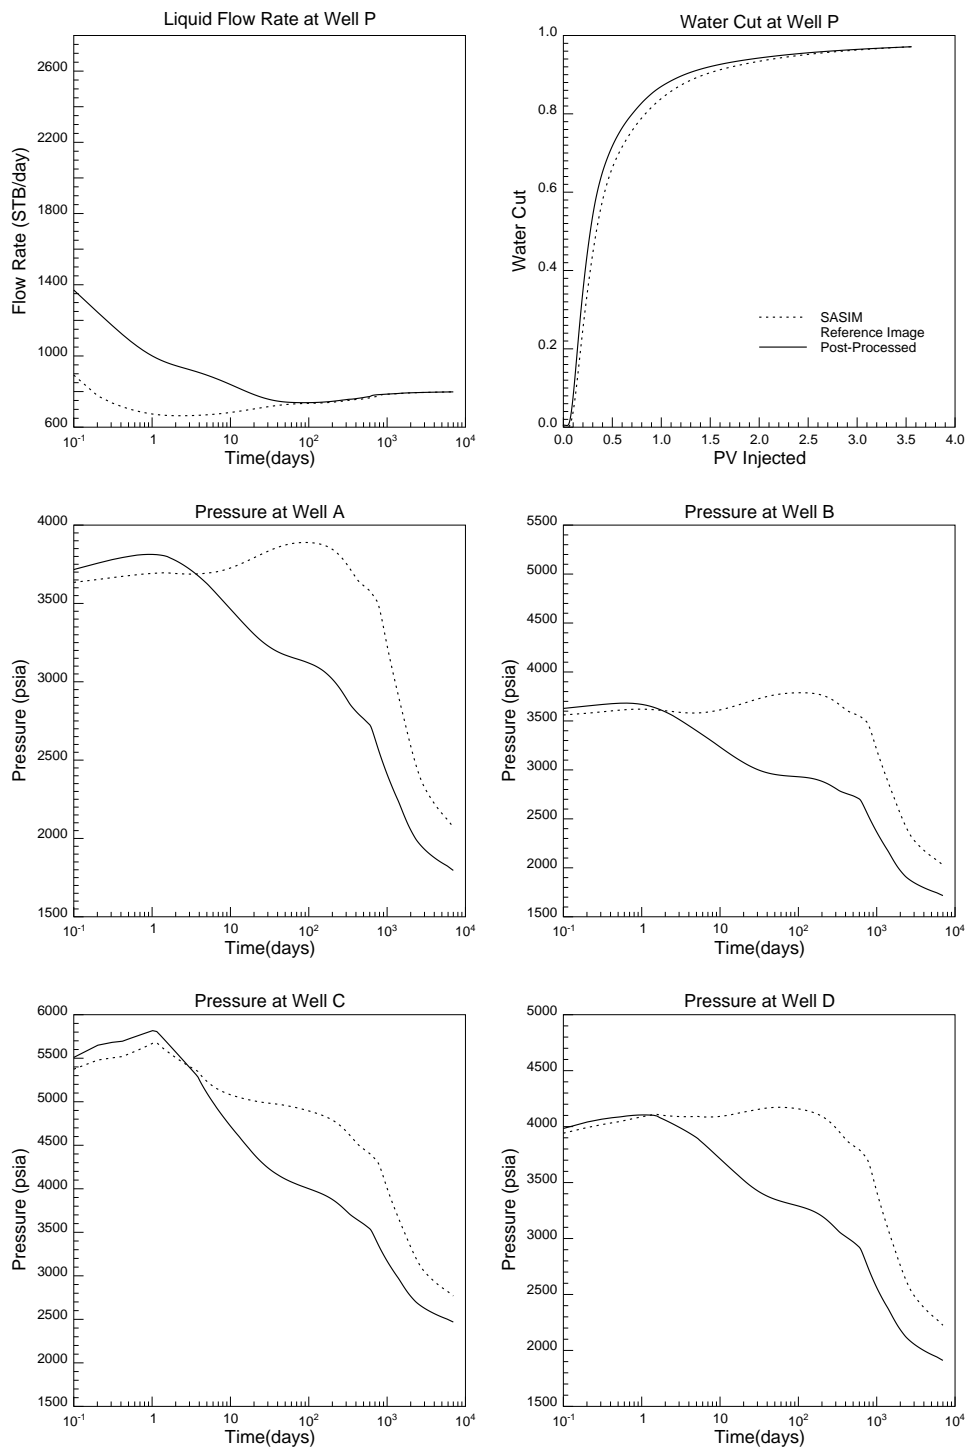 Liquid Flow Rate at Well P
Flow Rate (STB/day)
2600
2200
1800
1400
1000
600
10-1 1 10 102 103 104
Time(days)
Water Cut at Well P
Water Cut
1.0
0.8
0.6
0.4
0.2
0.0
0.0 0.5 1.0 1.5 2.0 2.5 3.0 3.5 4.0
PV Injected
SASIM
Reference Image
Post-Processed
Pressure at Well A
Pressure (psia)
4000
3500
3000
2500
2000
1500
10-1 1 10 102 103 104
Time(days)
Pressure at Well B
Pressure (psia)
5500
5000
4500
4000
3500
3000
2500
2000
1500
10-1 1 10 102 103 104
Time(days)
Pressure at Well C
Pressure (psia)
6000
5500
5000
4500
4000
3500
3000
2500
2000
1500
10-1 1 10 102 103 104
Time(days)
Pressure at Well D
Pressure (psia)
5000
4500
4000
3500
3000
2500
2000
1500
10-1 1 10 102 103 104
Time(days)